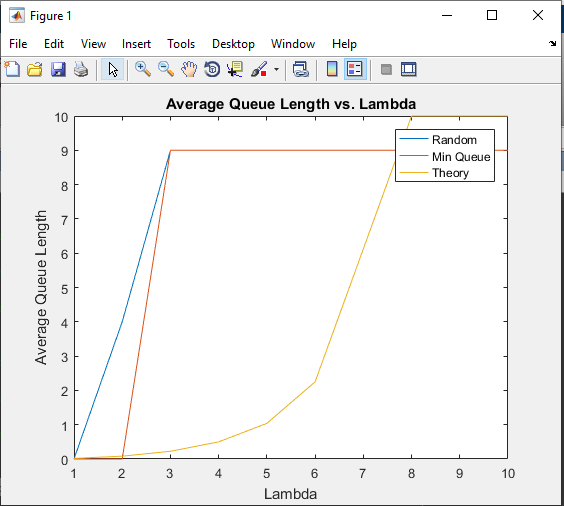 Figure 1
File Edit View Insert Tools Desktop Window Help
Average Queue Length vs. Lambda
Average Queue Length
10
9
8
7
6
5
4
3
2
1
0
Random
Min Queue
Theory
1 2 3 4 5 6 7 8 9 10
Lambda